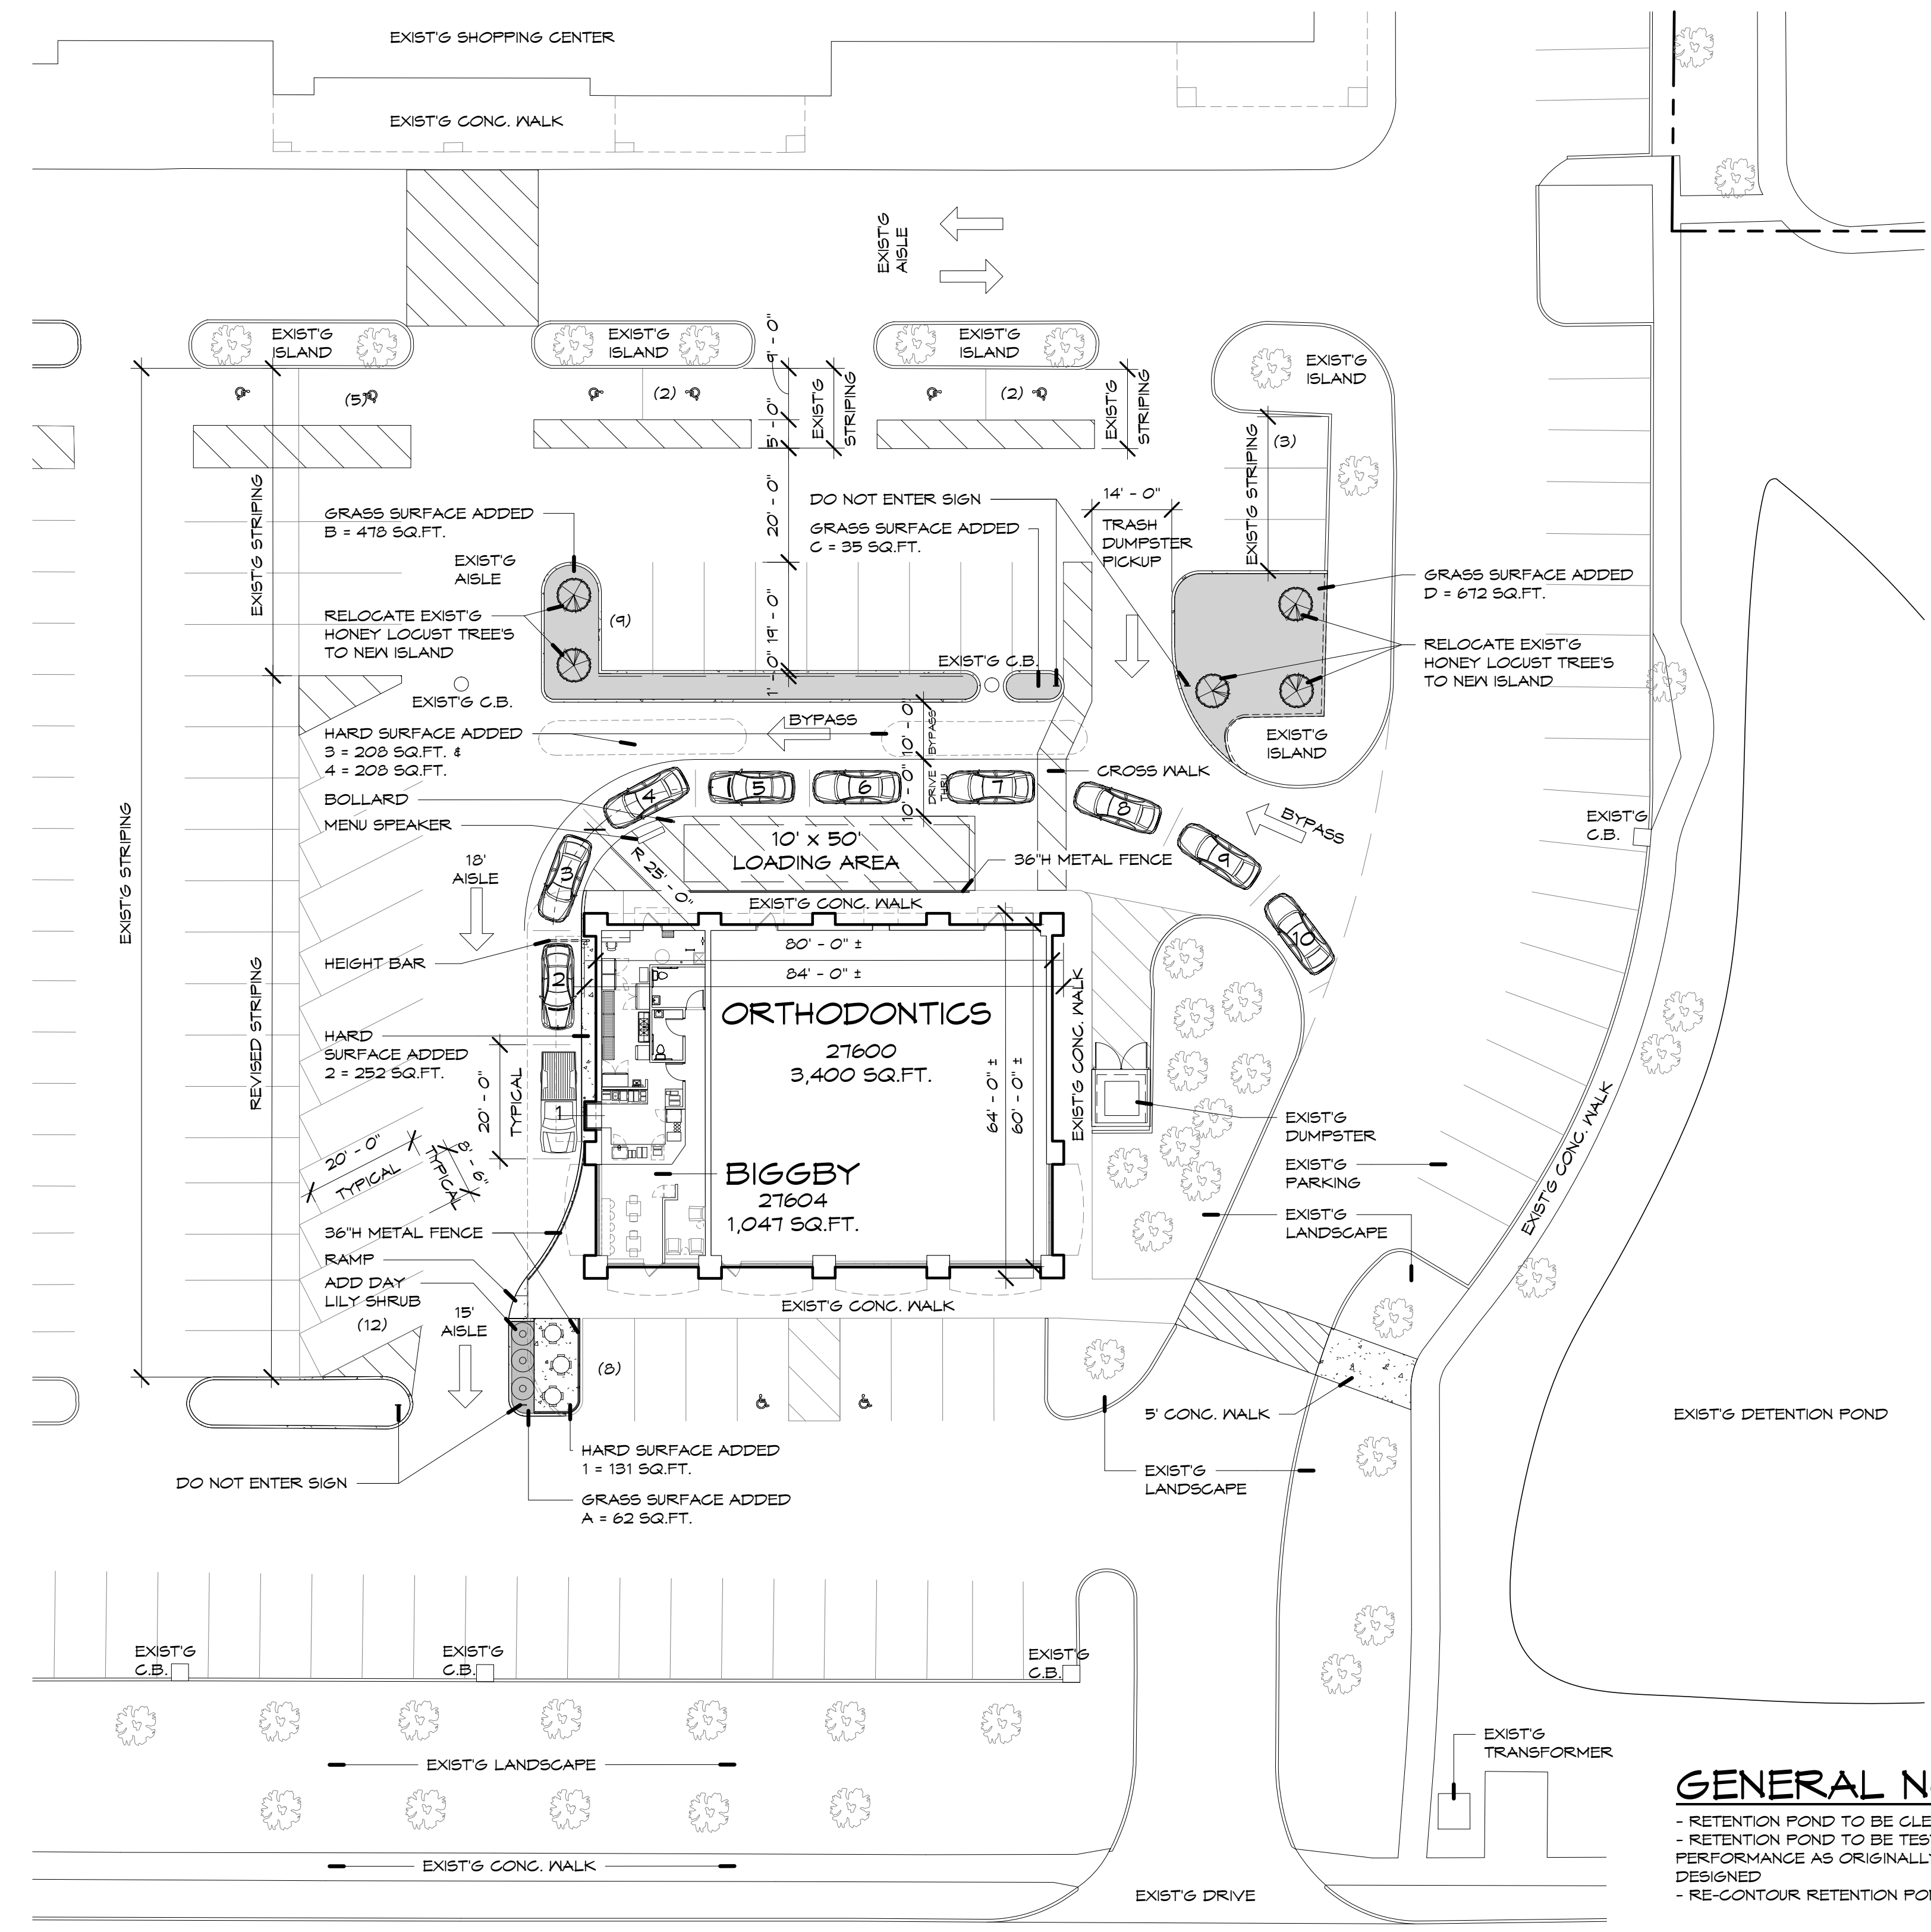 EXIST'G SHOPPING CENTER
EXIST'G CONC. WALK
EXIST'G
AISLE
EXIST'G
ISLAND
EXIST'G
ISLAND
EXIST'G
ISLAND
EXIST'G
ISLAND
(5)
(2)
(2)
(3)
9' - 0"
5' - 0"
20' - 0"
19' - 0"
1' - 0"
EXIST'G
STRIPING
EXIST'G
STRIPING
EXIST'G STRIPING
EXIST'G STRIPING
EXIST'G STRIPING
REVISED STRIPING
GRASS SURFACE ADDED
B = 478 SQ.FT.
EXIST'G
AISLE
RELOCATE EXIST'G
HONEY LOCUST TREE'S
TO NEW ISLAND
(9)
DO NOT ENTER SIGN
GRASS SURFACE ADDED
C = 35 SQ.FT.
14' - 0"
TRASH
DUMPSTER
PICKUP
GRASS SURFACE ADDED
D = 672 SQ.FT.
RELOCATE EXIST'G
HONEY LOCUST TREE'S
TO NEW ISLAND
EXIST'G C.B.
EXIST'G C.B.
HARD SURFACE ADDED
3 = 208 SQ.FT. &
4 = 208 SQ.FT.
BYPASS
10' - 0"
BYPASS
10' - 0"
DRIVE
THRU
EXIST'G
ISLAND
CROSS WALK
BYPASS
BOLLARD
MENU SPEAKER
4
5
6
7
8
9
10
3
2
1
R 25' - 0"
10' x 50'
LOADING AREA
36"H METAL FENCE
EXIST'G
C.B.
18'
AISLE
EXIST'G CONC. WALK
80' - 0" ±
84' - 0" ±
HEIGHT BAR
ORTHODONTICS
27600
3,400 SQ.FT.
64' - 0" ±
60' - 0" ±
EXIST'G CONC. WALK
HARD
SURFACE ADDED
2 = 252 SQ.FT.
20' - 0"
TYPICAL
20' - 0"
TYPICAL
8' - 6"
TYPICAL
BIGGBY
27604
1,047 SQ.FT.
EXIST'G
DUMPSTER
EXIST'G
PARKING
EXIST'G
LANDSCAPE
EXIST'G CONC. WALK
36"H METAL FENCE
RAMP
ADD DAY
LILY SHRUB
(12)
15'
AISLE
EXIST'G CONC. WALK
(8)
5' CONC. WALK
EXIST'G DETENTION POND
HARD SURFACE ADDED
1 = 131 SQ.FT.
DO NOT ENTER SIGN
GRASS SURFACE ADDED
A = 62 SQ.FT.
EXIST'G
LANDSCAPE
EXIST'G
C.B.
EXIST'G
C.B.
EXIST'G
C.B.
EXIST'G LANDSCAPE
EXIST'G CONC. WALK
EXIST'G DRIVE
EXIST'G
TRANSFORMER
GENERAL
- RETENTION POND TO BE
- RETENTION POND TO BE
PERFORMANCE AS
DESIGNED
- RE-CONTOUR RETENTION